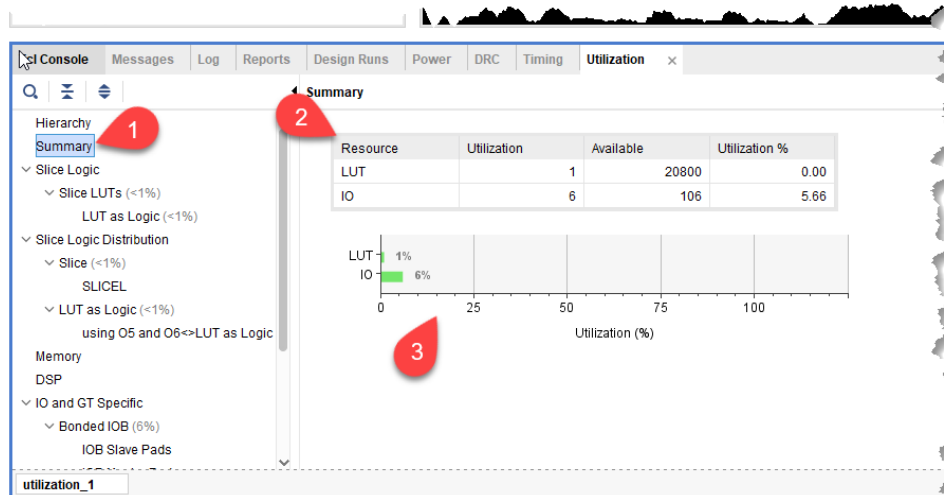 Tcl Console Messages Log Reports Design Runs Power DRC Timing Utilization ×
Summary
Hierarchy
Summary
Slice Logic
Slice LUTs (<1%)
LUT as Logic (<1%)
Slice Logic Distribution
Slice (<1%)
SLICEL
LUT as Logic (<1%)
using O5 and O6<>LUT as Logic
Memory
DSP
IO and GT Specific
Bonded IOB (6%)
IOB Slave Pads
1
2
Resource Utilization Available Utilization %
LUT 1 20800 0.00
IO 6 106 5.66
LUT 1%
IO 6%
0 25 50 75 100
Utilization (%)
3
utilization_1